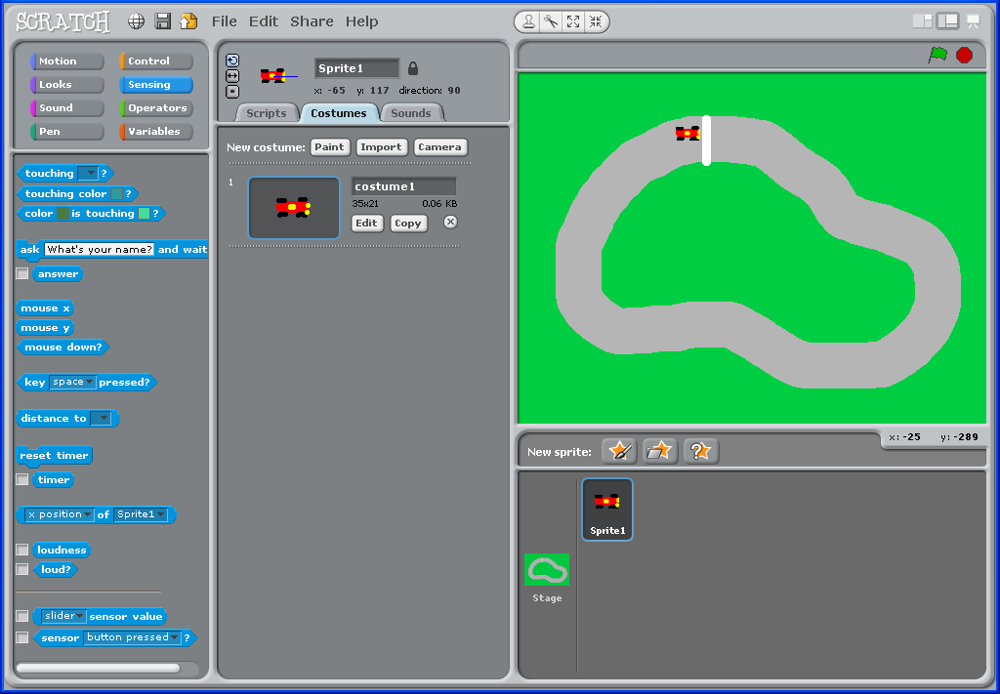 SCRATCH File Edit Share Help
Motion Control
Looks Sensing
Sound Operators
Pen Variables
touching ?
touching color ?
color is touching ?
ask What's your name? and wait
answer
mouse x
mouse y
mouse down?
key space pressed?
distance to
reset timer
timer
x position of Sprite1
loudness
loud?
slider sensor value
sensor button pressed ?
Sprite1
x: -65 y: 117 direction: 90
Scripts Costumes Sounds
New costume: Paint Import Camera
1
costume1
35x21 0.06 KB
Edit Copy
x: -25 y: -289
New sprite:
Sprite1
Stage